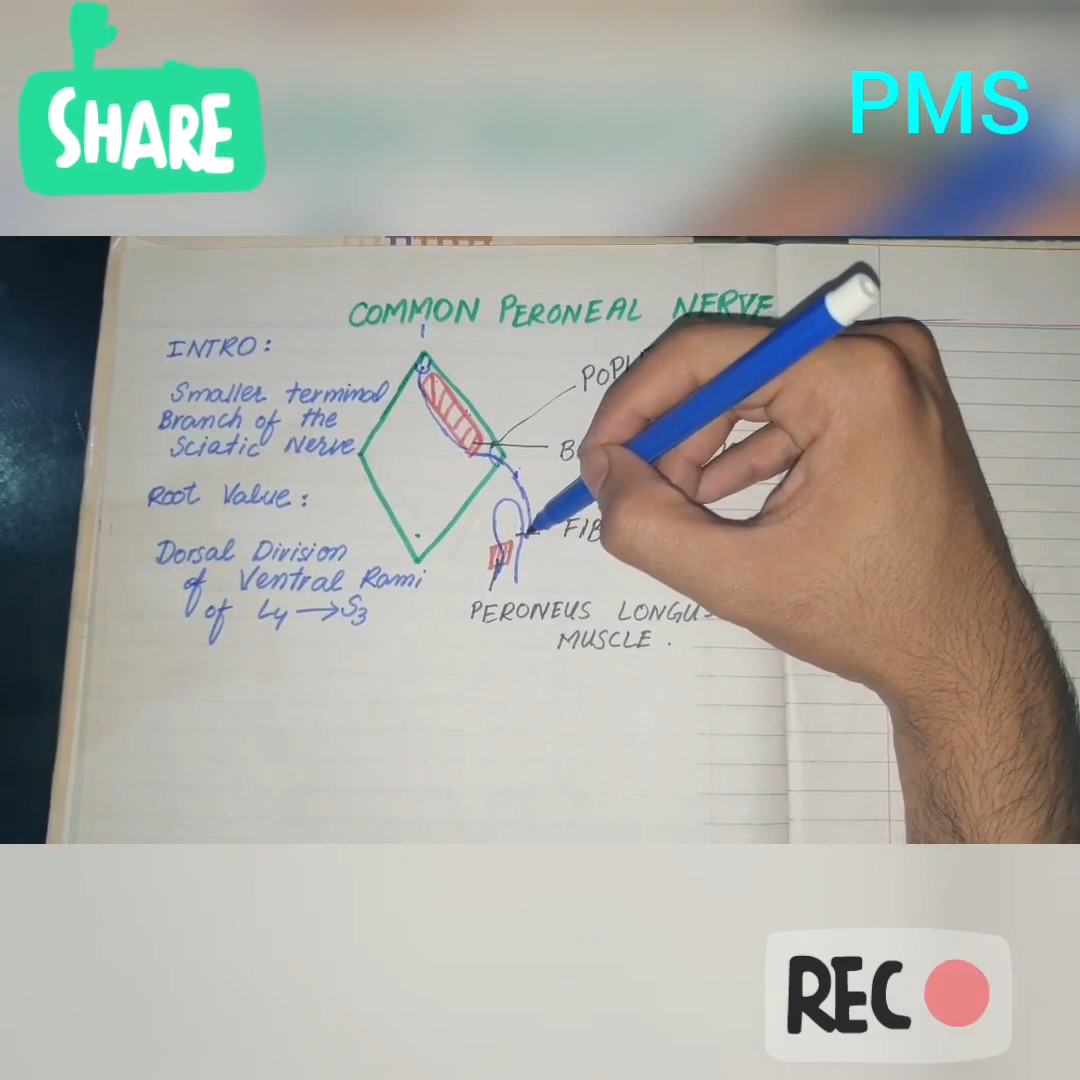 SHARE
PMS
COMMON PERONEAL NERVE
INTRO:
Smaller terminal
Branch of the
Sciatic Nerve
Root Value:
Dorsal Division
of Ventral Rami
of L4 → S3
PERONEUS
MUSCLE.
REC